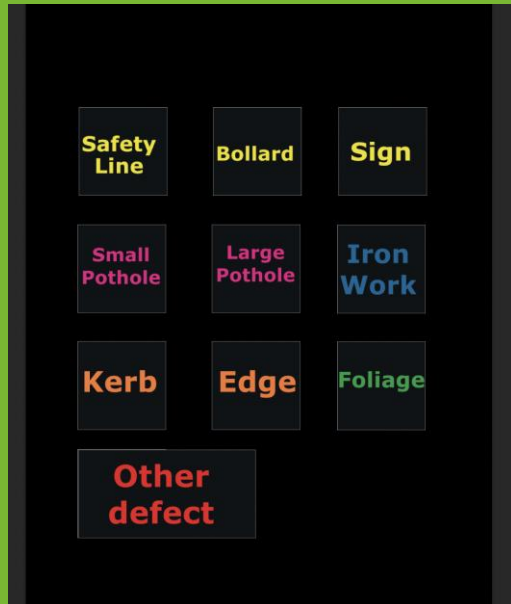 Safety
Line
Bollard
Sign
Small
Pothole
Large
Pothole
Iron
Work
Kerb
Edge
Foliage
Other
defect